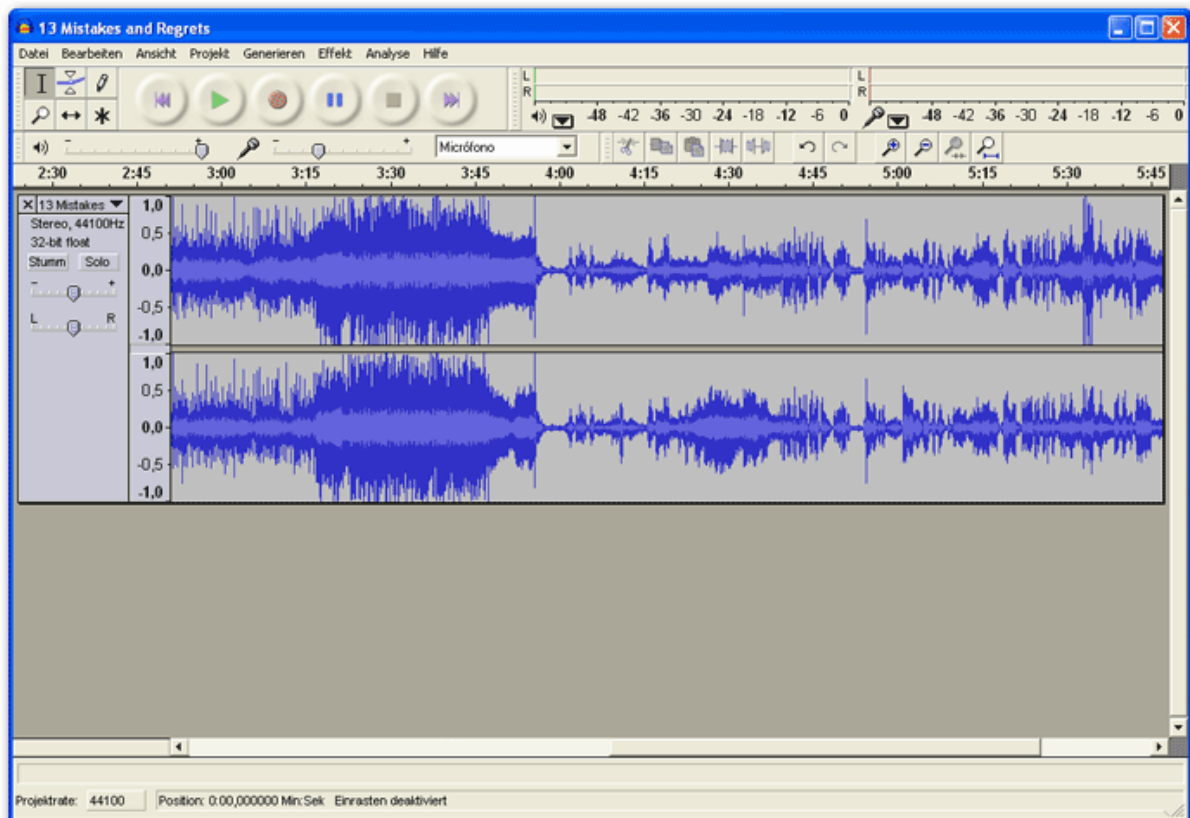 13 Mistakes and Regrets
Datei Bearbeiten Ansicht Projekt Generieren Effekt Analyse Hilfe
L L
R R
-48 -42 -36 -30 -24 -18 -12 -6 0 -48 -42 -36 -30 -24 -18 -12 -6 0
- + - + Micrófono
2:30 2:45 3:00 3:15 3:30 3:45 4:00 4:15 4:30 4:45 5:00 5:15 5:30 5:45
13 Mistakes 1,0
Stereo, 44100Hz 0,5
32-bit float
Stumm Solo 0,0
- +
-0,5
L R
-1,0
1,0
0,5
0,0
-0,5
-1,0
Projektrate: 44100 Position: 0:00,000000 Min:Sek Einrasten deaktiviert